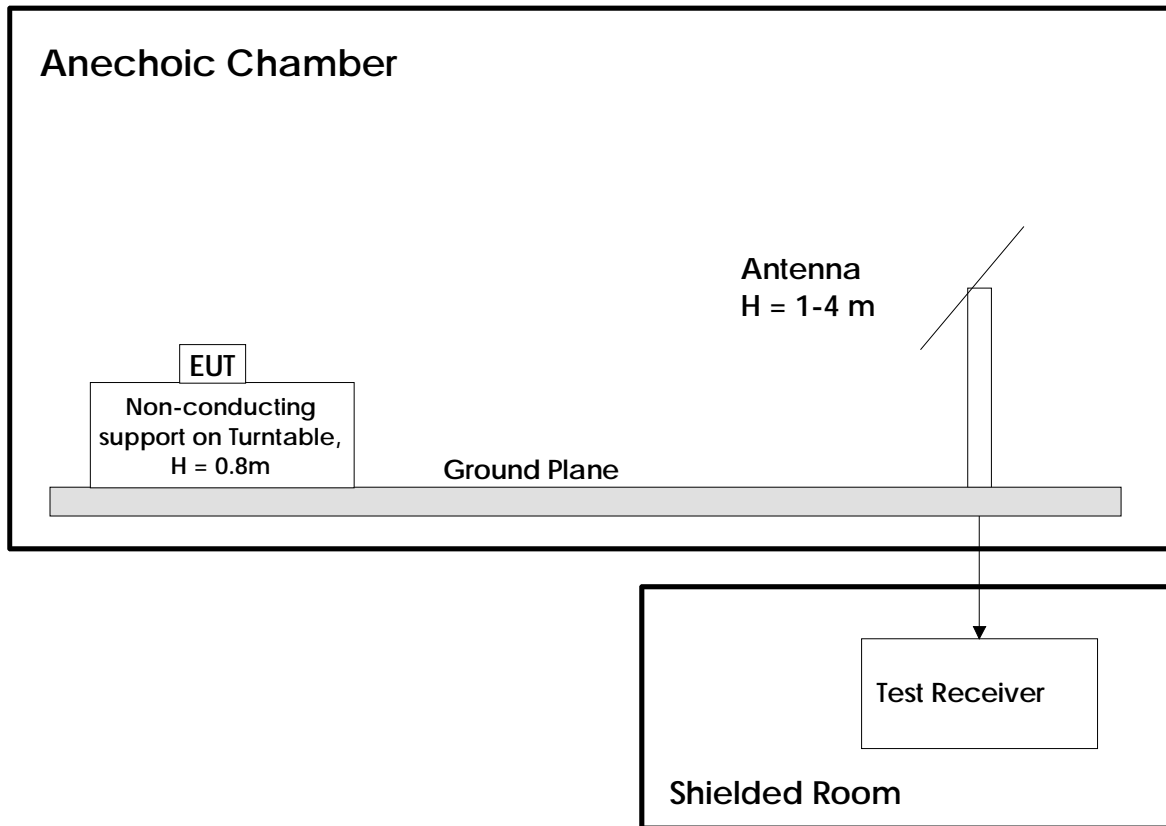 Anechoic Chamber
Antenna
H = 1-4 m
EUT
Non-conducting
support on Turntable,
H = 0.8m
Ground Plane
Test Receiver
Shielded Room